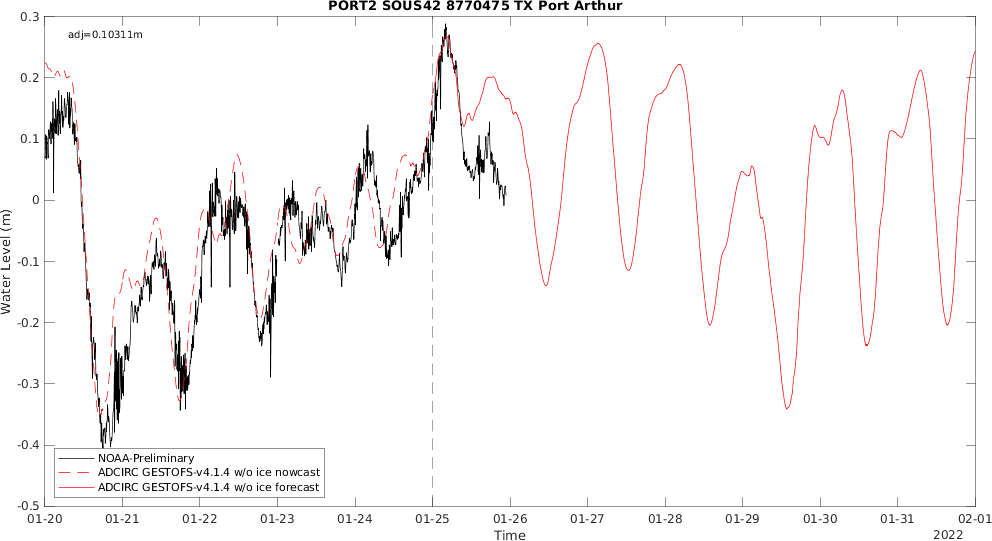 PORT2 SOUS42 8770475 TX Port Arthur
adj=0.10311m
Water Level (m)
0.3
0.2
0.1
0
-0.1
-0.2
-0.3
-0.4
-0.5
NOAA-Preliminary
ADCIRC GESTOFS-v4.1.4 w/o ice nowcast
ADCIRC GESTOFS-v4.1.4 w/o ice forecast
01-20 01-21 01-22 01-23 01-24 01-25 01-26 01-27 01-28 01-29 01-30 01-31 02-01
Time
2022